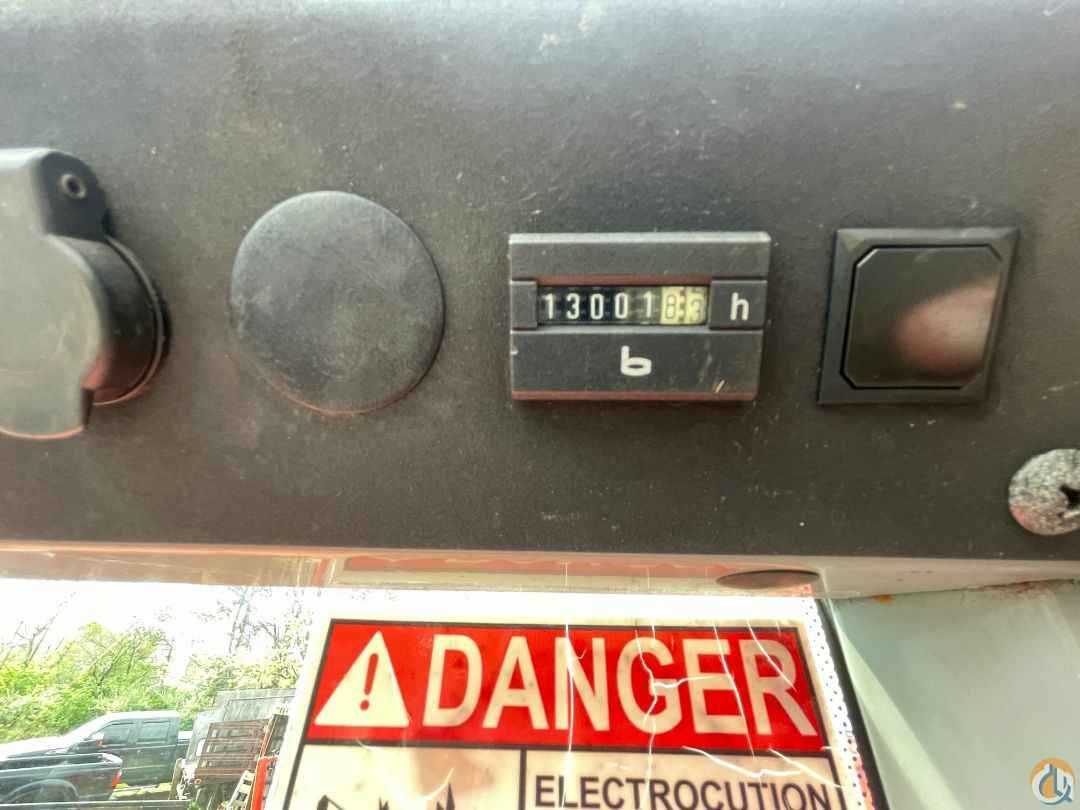 1300183 h
b
DANGER
ELECTROCUTION